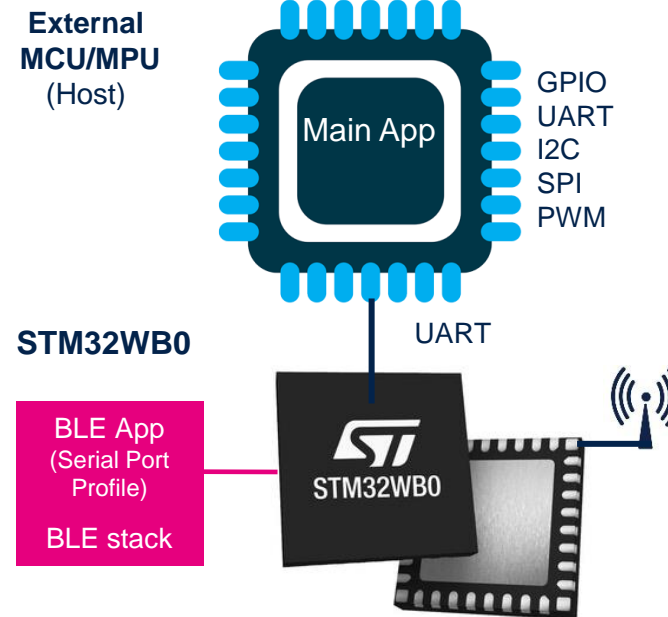 External
MCU/MPU
(Host)
Main App
GPIO
UART
I2C
SPI
PWM
UART
STM32WB0
BLE App
(Serial Port
Profile)
BLE stack
ST
STM32WB0